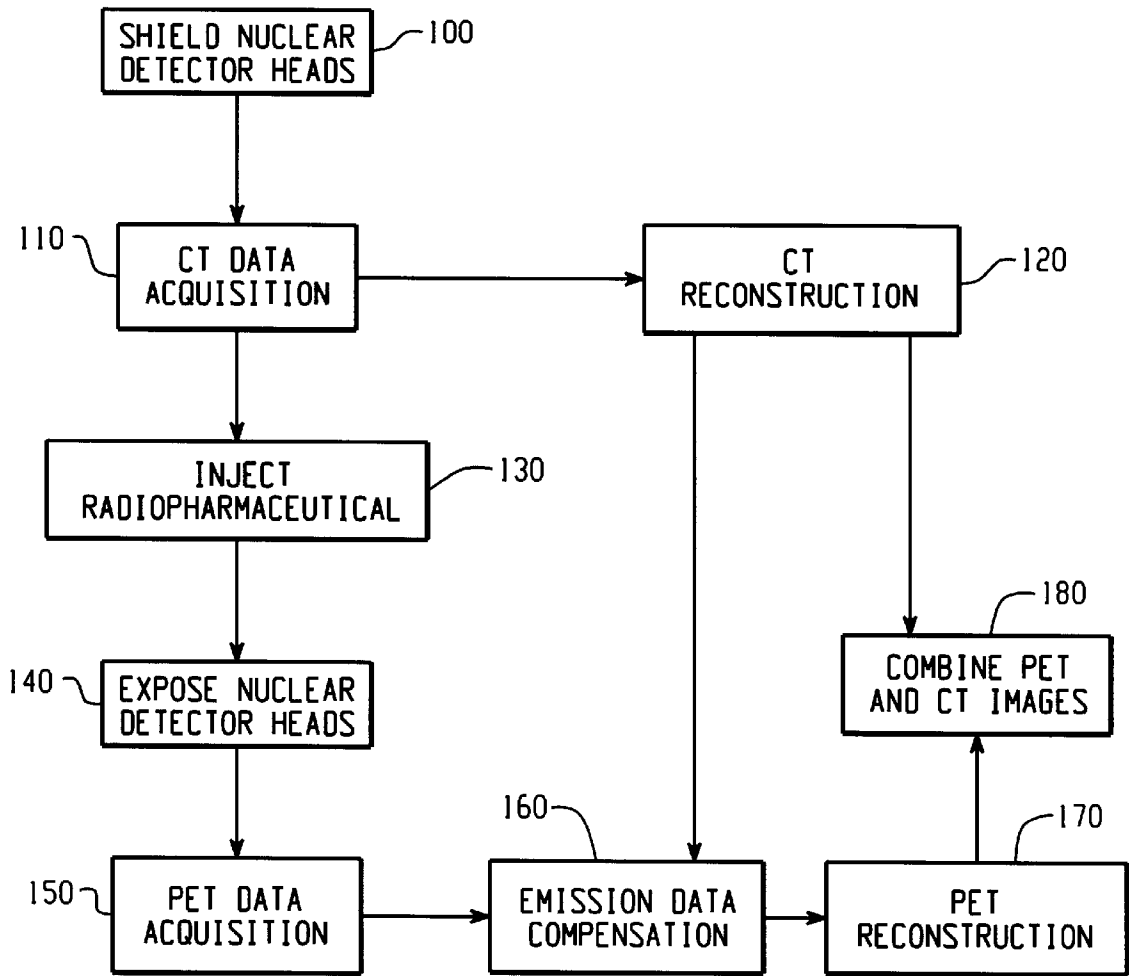 SHIELD NUCLEAR
DETECTOR HEADS
100
110
CT DATA
ACQUISITION
CT
RECONSTRUCTION
120
INJECT
RADIOPHARMACEUTICAL
130
140
EXPOSE NUCLEAR
DETECTOR HEADS
180
COMBINE PET
AND CT IMAGES
150
PET DATA
ACQUISITION
160
EMISSION DATA
COMPENSATION
170
PET
RECONSTRUCTION